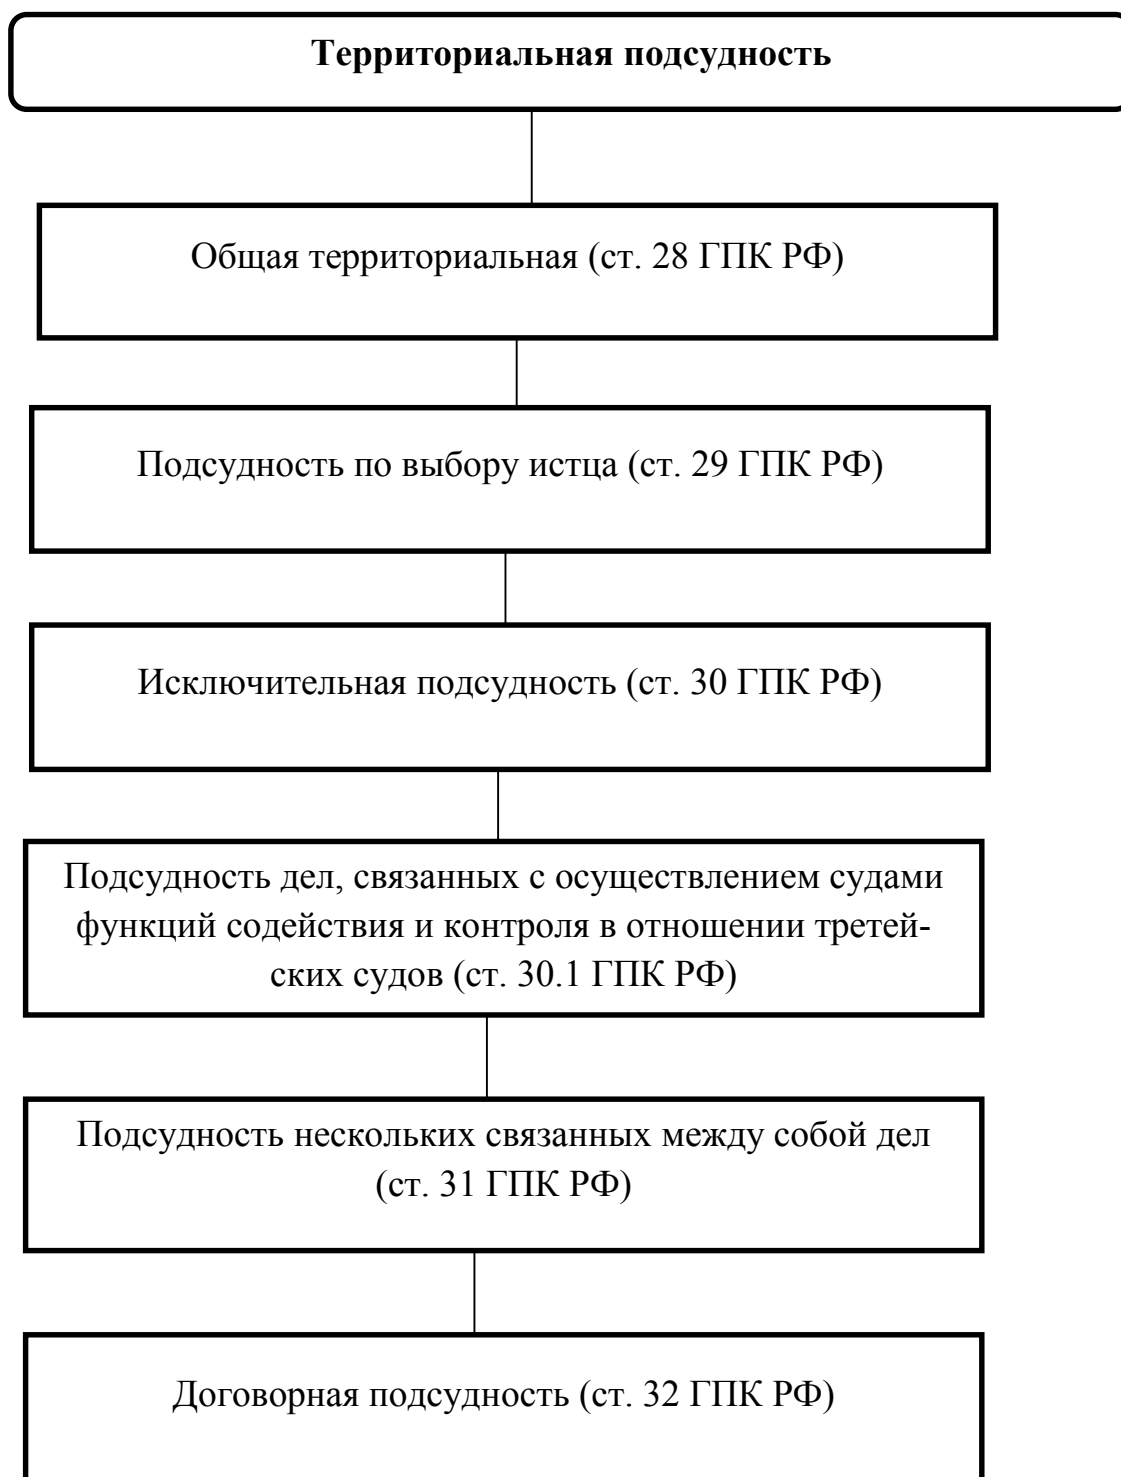 Территориальная подсудность
Общая территориальная (ст. 28 ГПК РФ)
Подсудность по выбору истца (ст. 29 ГПК РФ)
Исключительная подсудность (ст. 30 ГПК РФ)
Подсудность дел, связанных с осуществлением судами
функций содействия и контроля в отношении третей-
ских судов (ст. 30.1 ГПК РФ)
Подсудность нескольких связанных между собой дел
(ст. 31 ГПК РФ)
Договорная подсудность (ст. 32 ГПК РФ)